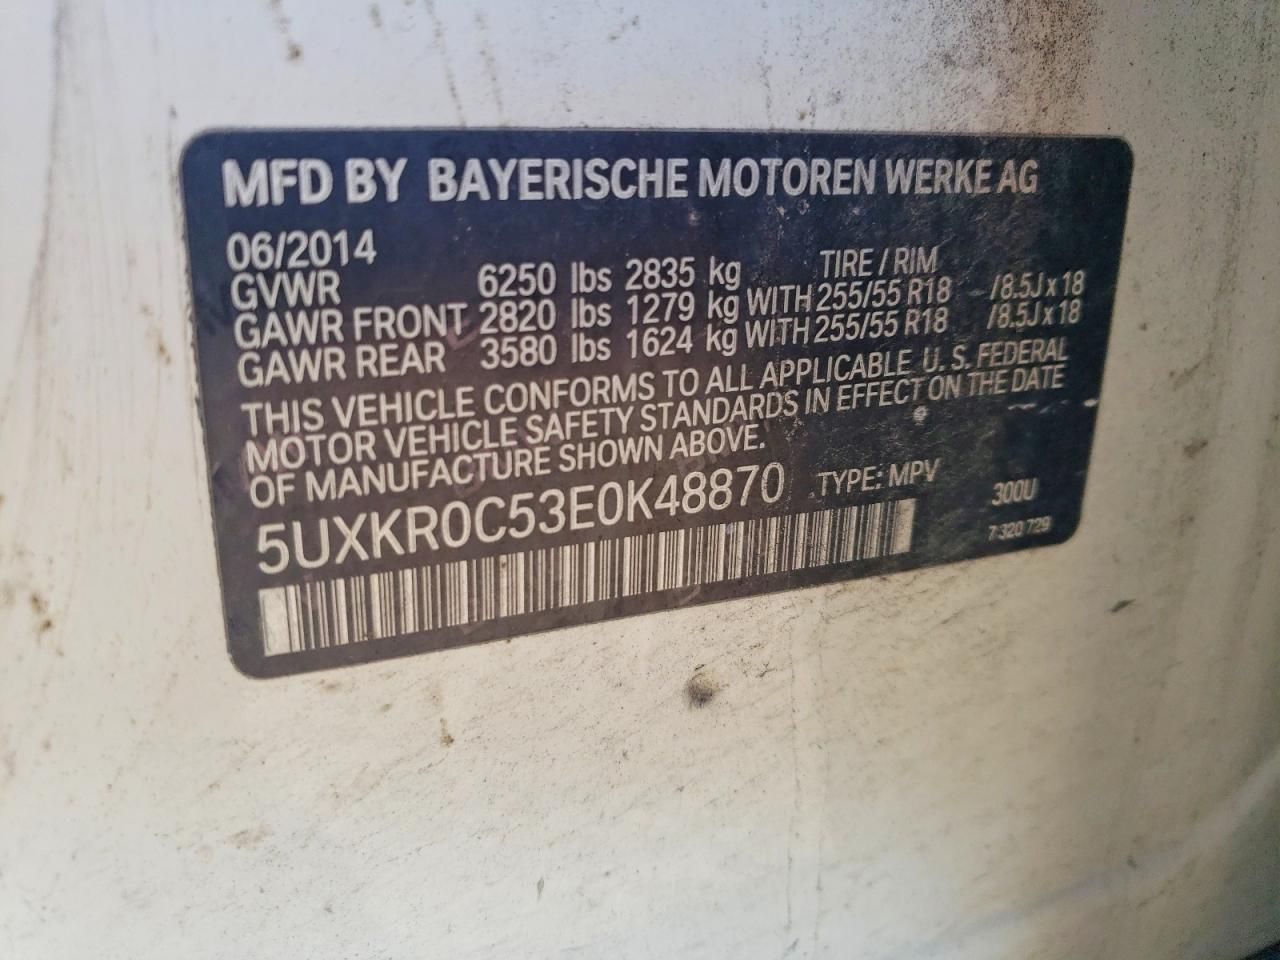 MFD BY BAYERISCHE MOTOREN WERKE AG
06/2014 TIRE / RIM
GVWR 6250 lbs 2835 kg
GAWR FRONT 2820 lbs 1279 kg WITH 255/55 R18 /8.5J x 18
GAWR REAR 3580 lbs 1624 kg WITH 255/55 R18 /8.5J x 18
THIS VEHICLE CONFORMS TO ALL APPLICABLE U.S. FEDERAL
MOTOR VEHICLE SAFETY STANDARDS IN EFFECT ON THE DATE
OF MANUFACTURE SHOWN ABOVE.
5UXKR0C53E0K48870 TYPE: MPV 300U
7 320 729